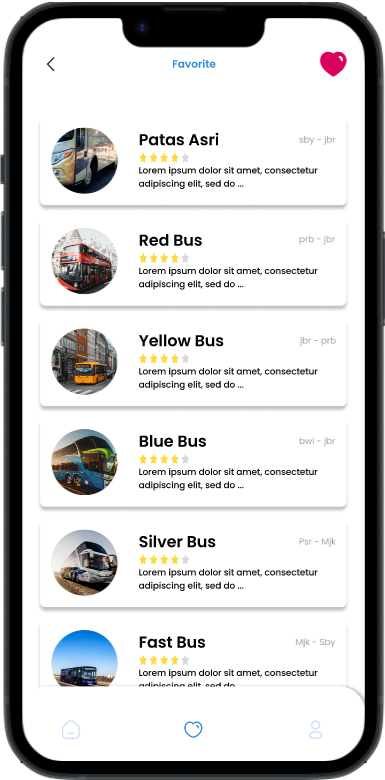 Favorite
Patas Asri
sby - jbr
Lorem ipsum dolor sit amet, consectetur
adipiscing elit, sed do ...
Red Bus
prb - jbr
Lorem ipsum dolor sit amet, consectetur
adipiscing elit, sed do ...
Yellow Bus
jbr - prb
Lorem ipsum dolor sit amet, consectetur
adipiscing elit, sed do ...
Blue Bus
bwi - jbr
Lorem ipsum dolor sit amet, consectetur
adipiscing elit, sed do ...
Silver Bus
Psr - Mjk
Lorem ipsum dolor sit amet, consectetur
adipiscing elit, sed do ...
Fast Bus
Mjk - Sby
Lorem ipsum dolor sit amet, consectetur
adipiscing elit, sed do ...